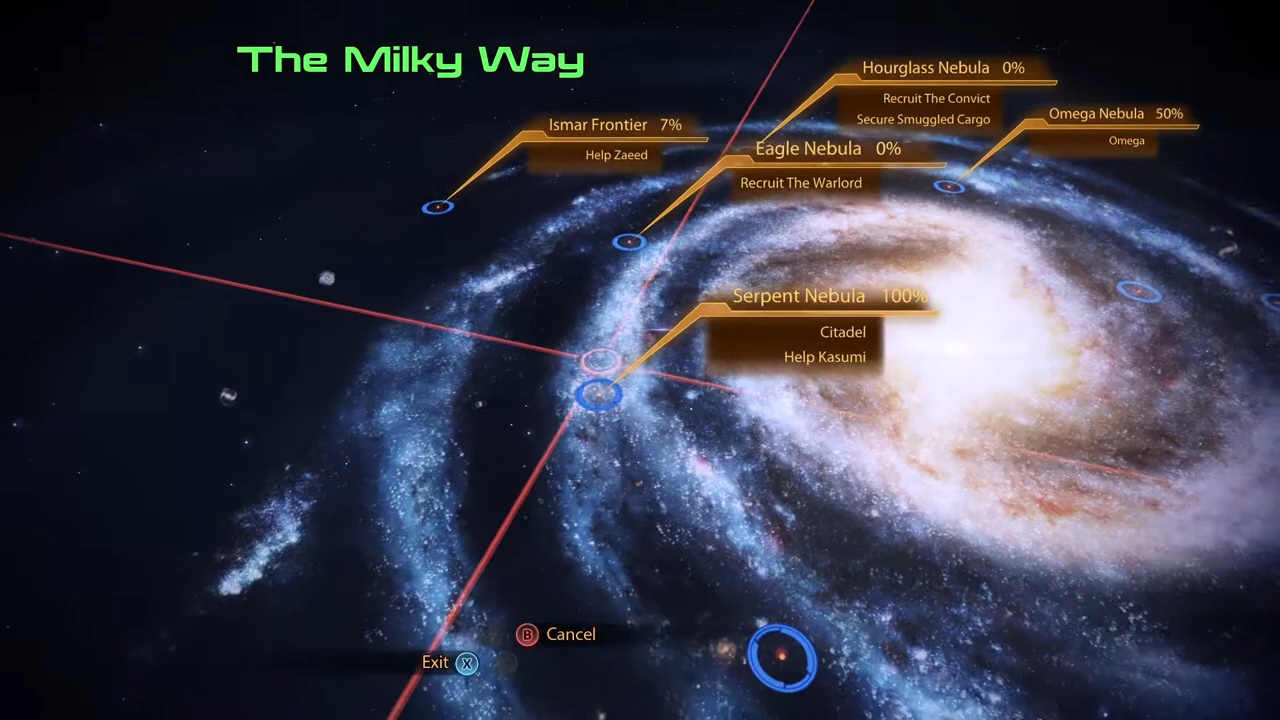 The Milky Way
Hourglass Nebula 0%
Recruit The Convict
Secure Smuggled Cargo
Omega Nebula 50%
Omega
Ismar Frontier 7%
Help Zaeed
Eagle Nebula 0%
Recruit The Warlord
Serpent Nebula 100%
Citadel
Help Kasumi
B Cancel
Exit X